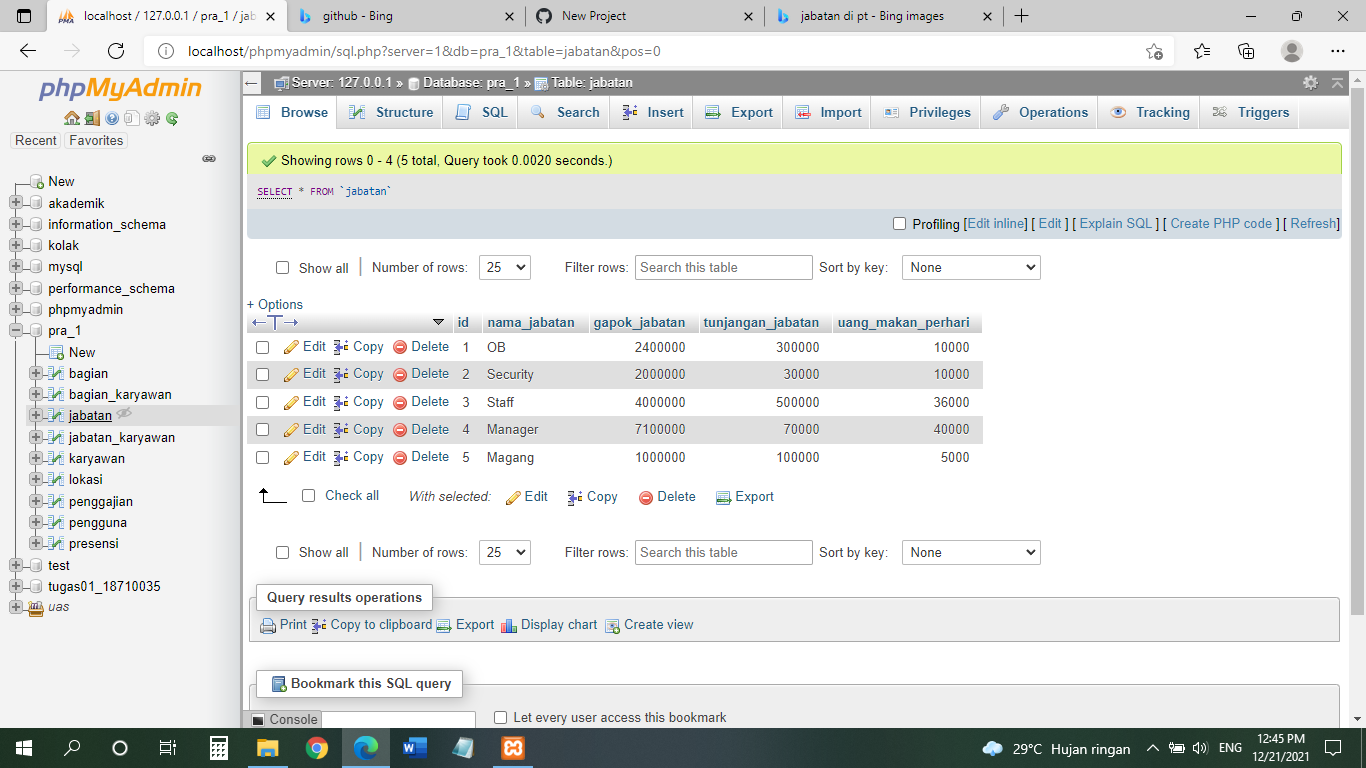 localhost / 127.0.0.1 / pra_1 / jab
github - Bing
New Project
jabatan di pt - Bing images
localhost/phpmyadmin/sql.php?server=1&db=pra_1&table=jabatan&pos=0
phpMyAdmin
Recent Favorites
New
akademik
information_schema
kolak
mysql
performance_schema
phpmyadmin
pra_1
New
bagian
bagian_karyawan
jabatan
jabatan_karyawan
karyawan
lokasi
penggajian
pengguna
presensi
test
tugas01_18710035
uas
Server: 127.0.0.1 » Database: pra_1 » Table: jabatan
Browse Structure SQL Search Insert Export Import Privileges Operations Tracking Triggers
Showing rows 0 - 4 (5 total, Query took 0.0020 seconds.)
SELECT * FROM `jabatan`
Profiling [Edit inline] [ Edit ] [ Explain SQL ] [ Create PHP code ] [ Refresh]
Show all Number of rows: 25 Filter rows: Search this table Sort by key: None
+ Options
id nama_jabatan gapok_jabatan tunjangan_jabatan uang_makan_perhari
Edit Copy Delete 1 OB 2400000 300000 10000
Edit Copy Delete 2 Security 2000000 30000 10000
Edit Copy Delete 3 Staff 4000000 500000 36000
Edit Copy Delete 4 Manager 7100000 70000 40000
Edit Copy Delete 5 Magang 1000000 100000 5000
Check all With selected: Edit Copy Delete Export
Show all Number of rows: 25 Filter rows: Search this table Sort by key: None
Query results operations
Print Copy to clipboard Export Display chart Create view
Bookmark this SQL query
Console
Let every user access this bookmark
29°C Hujan ringan
ENG
12:45 PM
12/21/2021